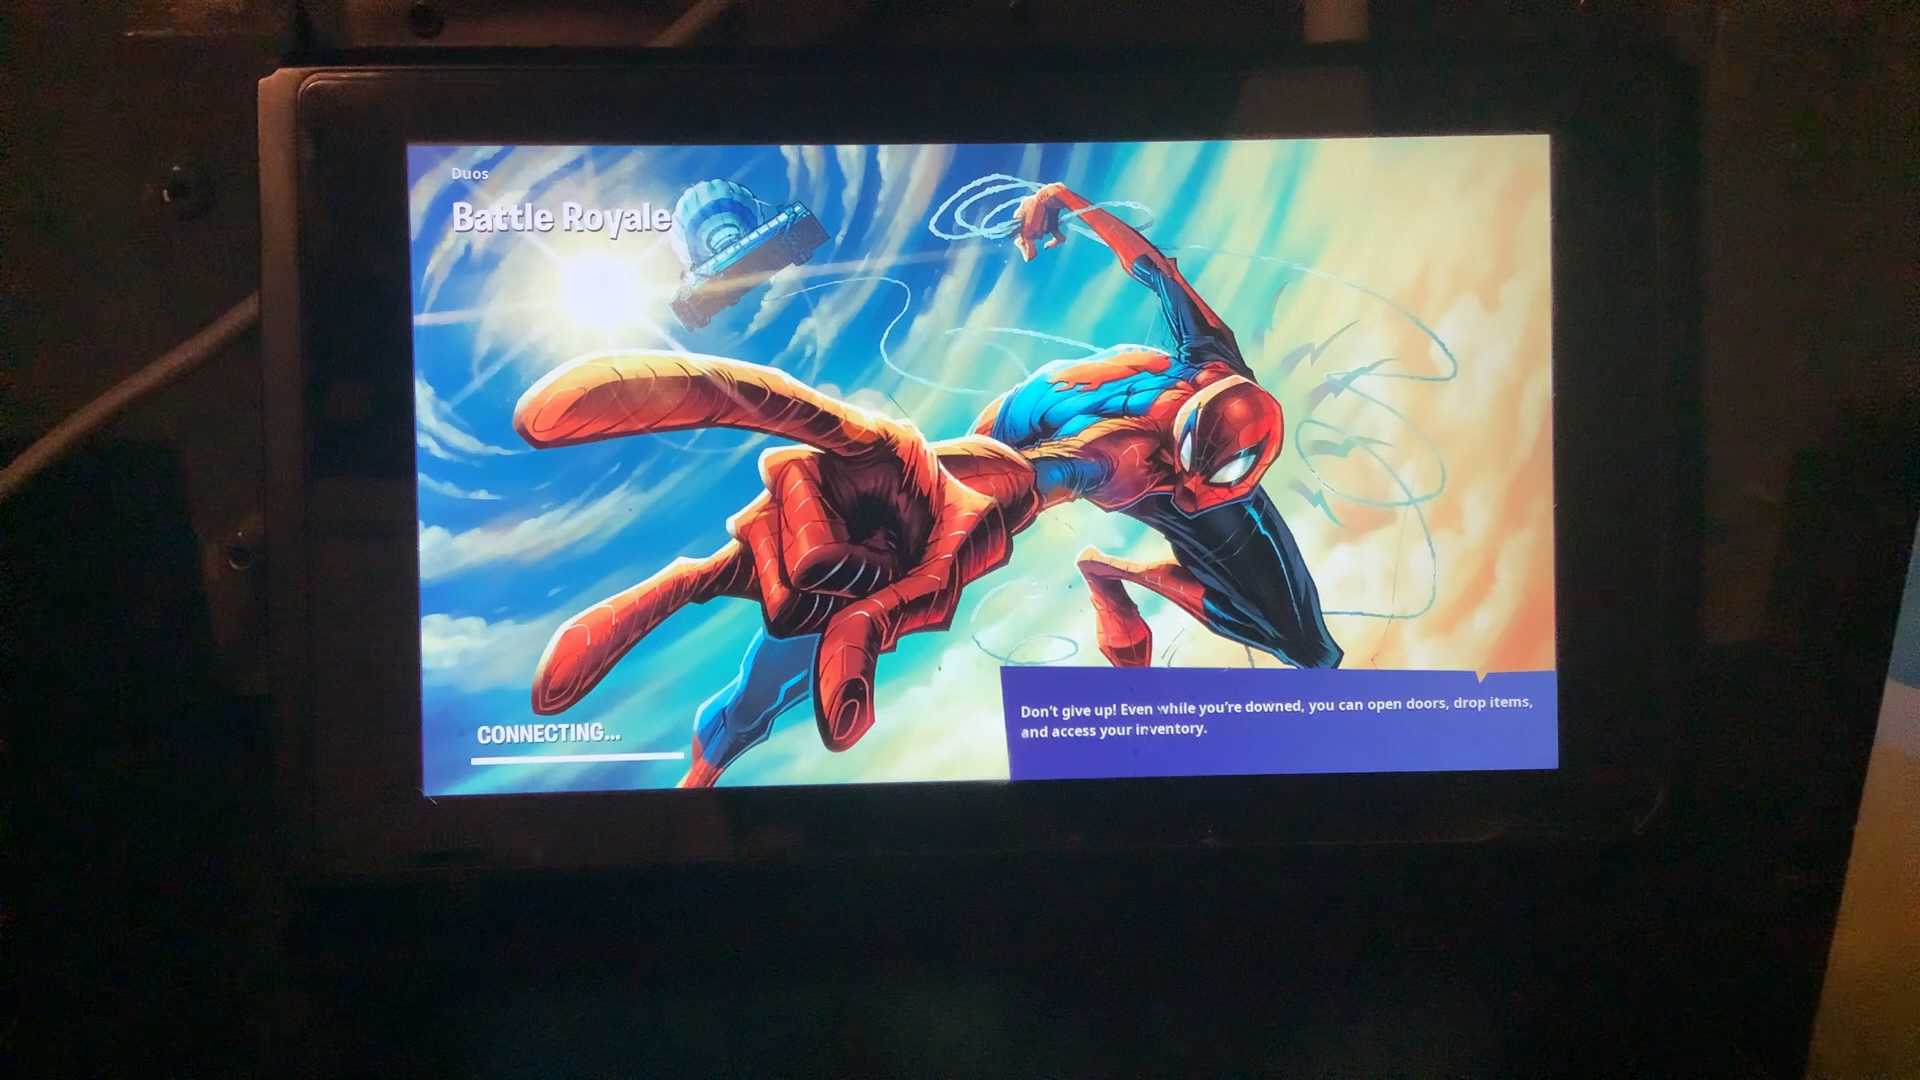 Duos
Battle Royale
CONNECTING...
Don't give up! Even while you're downed, you can open doors, drop items,
and access your inventory.